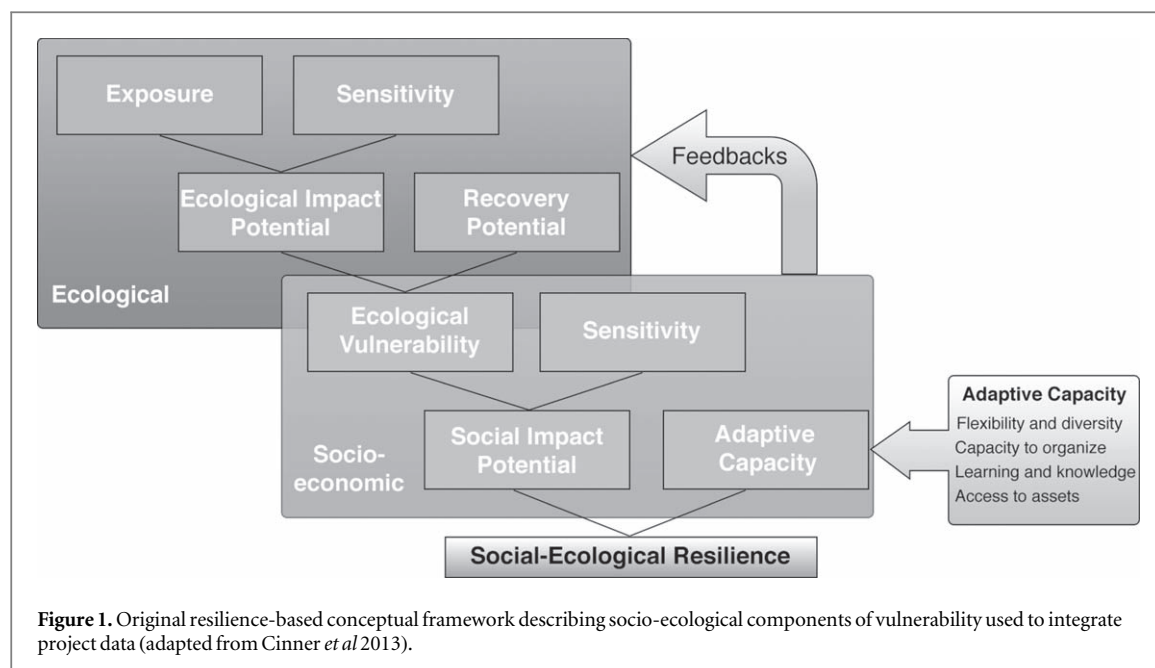 Exposure
Sensitivity
Feedbacks
Ecological Impact
Potential
Recovery
Potential
Ecological
Ecological
Vulnerability
Sensitivity
Social Impact
Potential
Adaptive
Capacity
Socio-
economic
Adaptive Capacity
Flexibility and diversity
Capacity to organize
Learning and knowledge
Access to assets
Social-Ecological Resilience
Figure 1. Original resilience-based conceptual framework describing socio-ecological components of vulnerability used to integrate
project data (adapted from Cinner et al 2013).